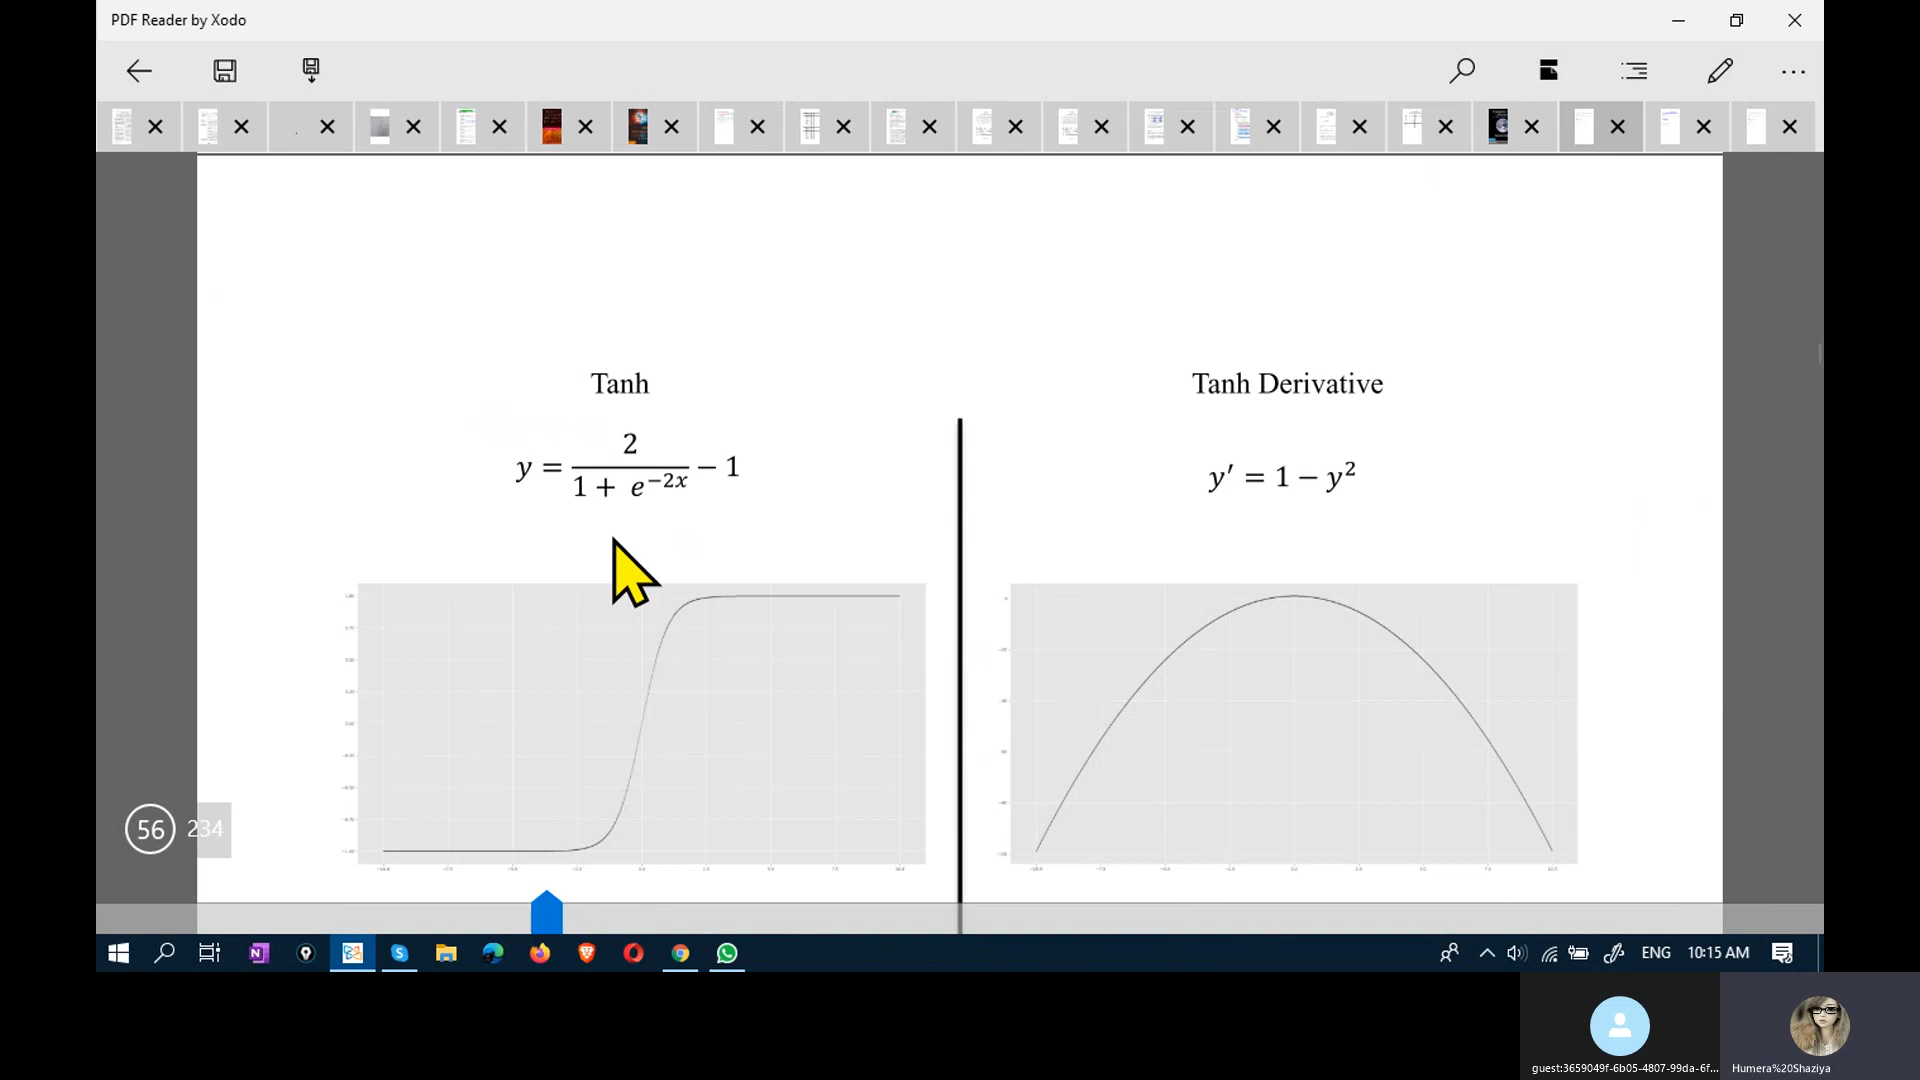 PDF Reader by Xodo
Tanh
Tanh Derivative
y = 2 / (1 + e^{−2x}) − 1
y′ = 1 − y²
56 234
ENG 10:15 AM
guest:3659049f-6b05-4807-99da-6f...
Humera%20Shaziya